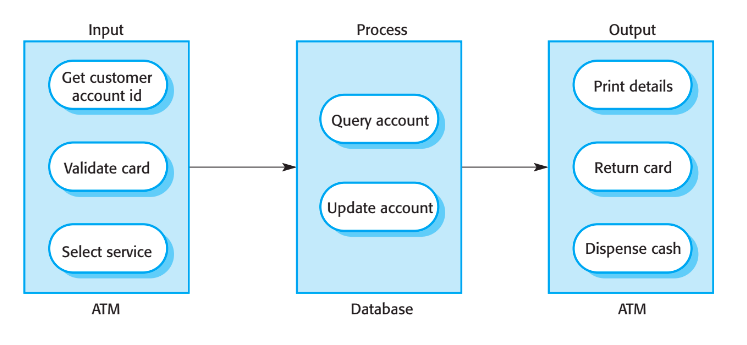 Input
Get customer
account id
Validate card
Select service
ATM
Process
Query account
Update account
Database
Output
Print details
Return card
Dispense cash
ATM